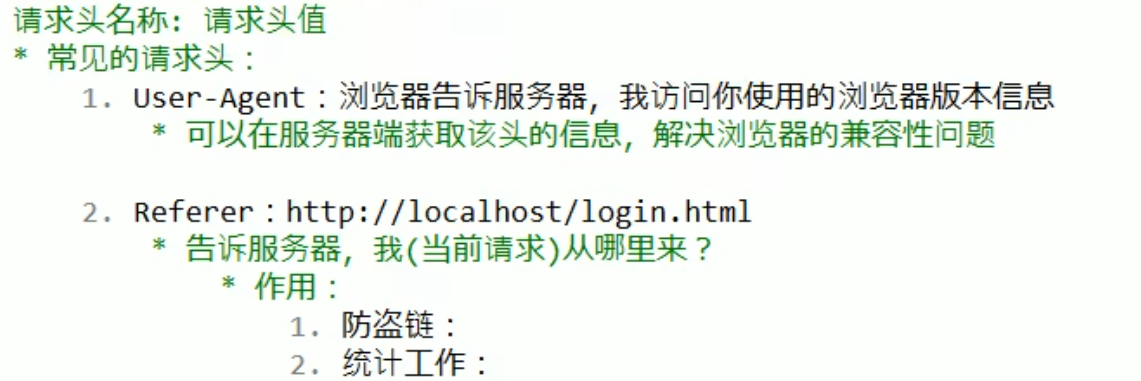 请求头名称: 请求头值
* 常见的请求头：
1. User-Agent：浏览器告诉服务器，我访问你使用的浏览器版本信息
* 可以在服务器端获取该头的信息，解决浏览器的兼容性问题
2. Referer：http://localhost/login.html
* 告诉服务器，我(当前请求)从哪里来？
* 作用：
1. 防盗链：
2. 统计工作：